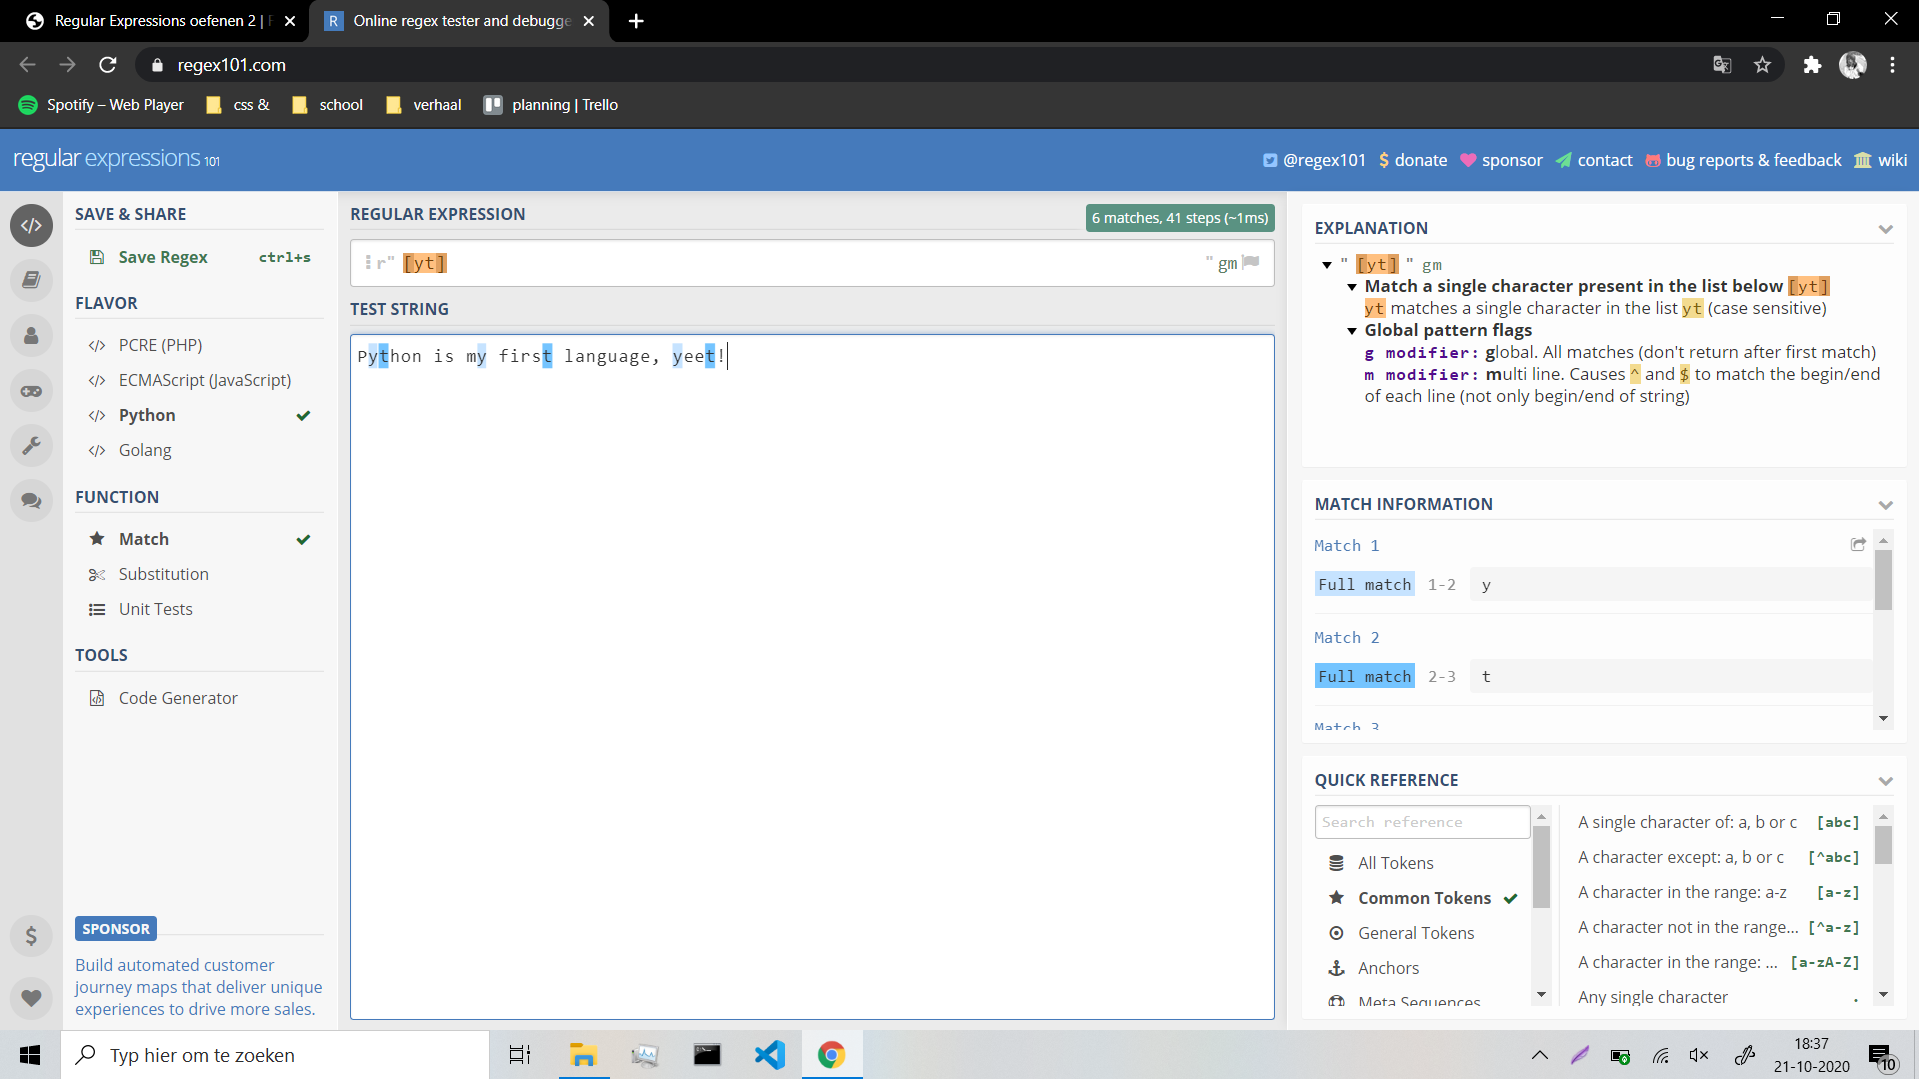 Regular Expressions oefenen 2 |
Online regex tester and debugge
regex101.com
Spotify – Web Player
css &
school
verhaal
planning | Trello
regular expressions 101
@regex101
$ donate
sponsor
contact
bug reports & feedback
wiki
SAVE & SHARE
Save Regex ctrl+s
FLAVOR
</> PCRE (PHP)
</> ECMAScript (JavaScript)
</> Python
</> Golang
FUNCTION
Match
Substitution
Unit Tests
TOOLS
Code Generator
SPONSOR
Build automated customer
journey maps that deliver unique
experiences to drive more sales.
REGULAR EXPRESSION
6 matches, 41 steps (~1ms)
r" [yt] " gm
TEST STRING
Python is my first language, yeet!
EXPLANATION
" [yt] " gm
Match a single character present in the list below [yt]
yt matches a single character in the list yt (case sensitive)
Global pattern flags
g modifier: global. All matches (don't return after first match)
m modifier: multi line. Causes ^ and $ to match the begin/end
of each line (not only begin/end of string)
MATCH INFORMATION
Match 1
Full match 1-2 y
Match 2
Full match 2-3 t
Match 3
QUICK REFERENCE
Search reference
All Tokens
Common Tokens
General Tokens
Anchors
Meta Sequences
A single character of: a, b or c [abc]
A character except: a, b or c [^abc]
A character in the range: a-z [a-z]
A character not in the range... [^a-z]
A character in the range: ... [a-zA-Z]
Any single character .
Typ hier om te zoeken
18:37
21-10-2020
10